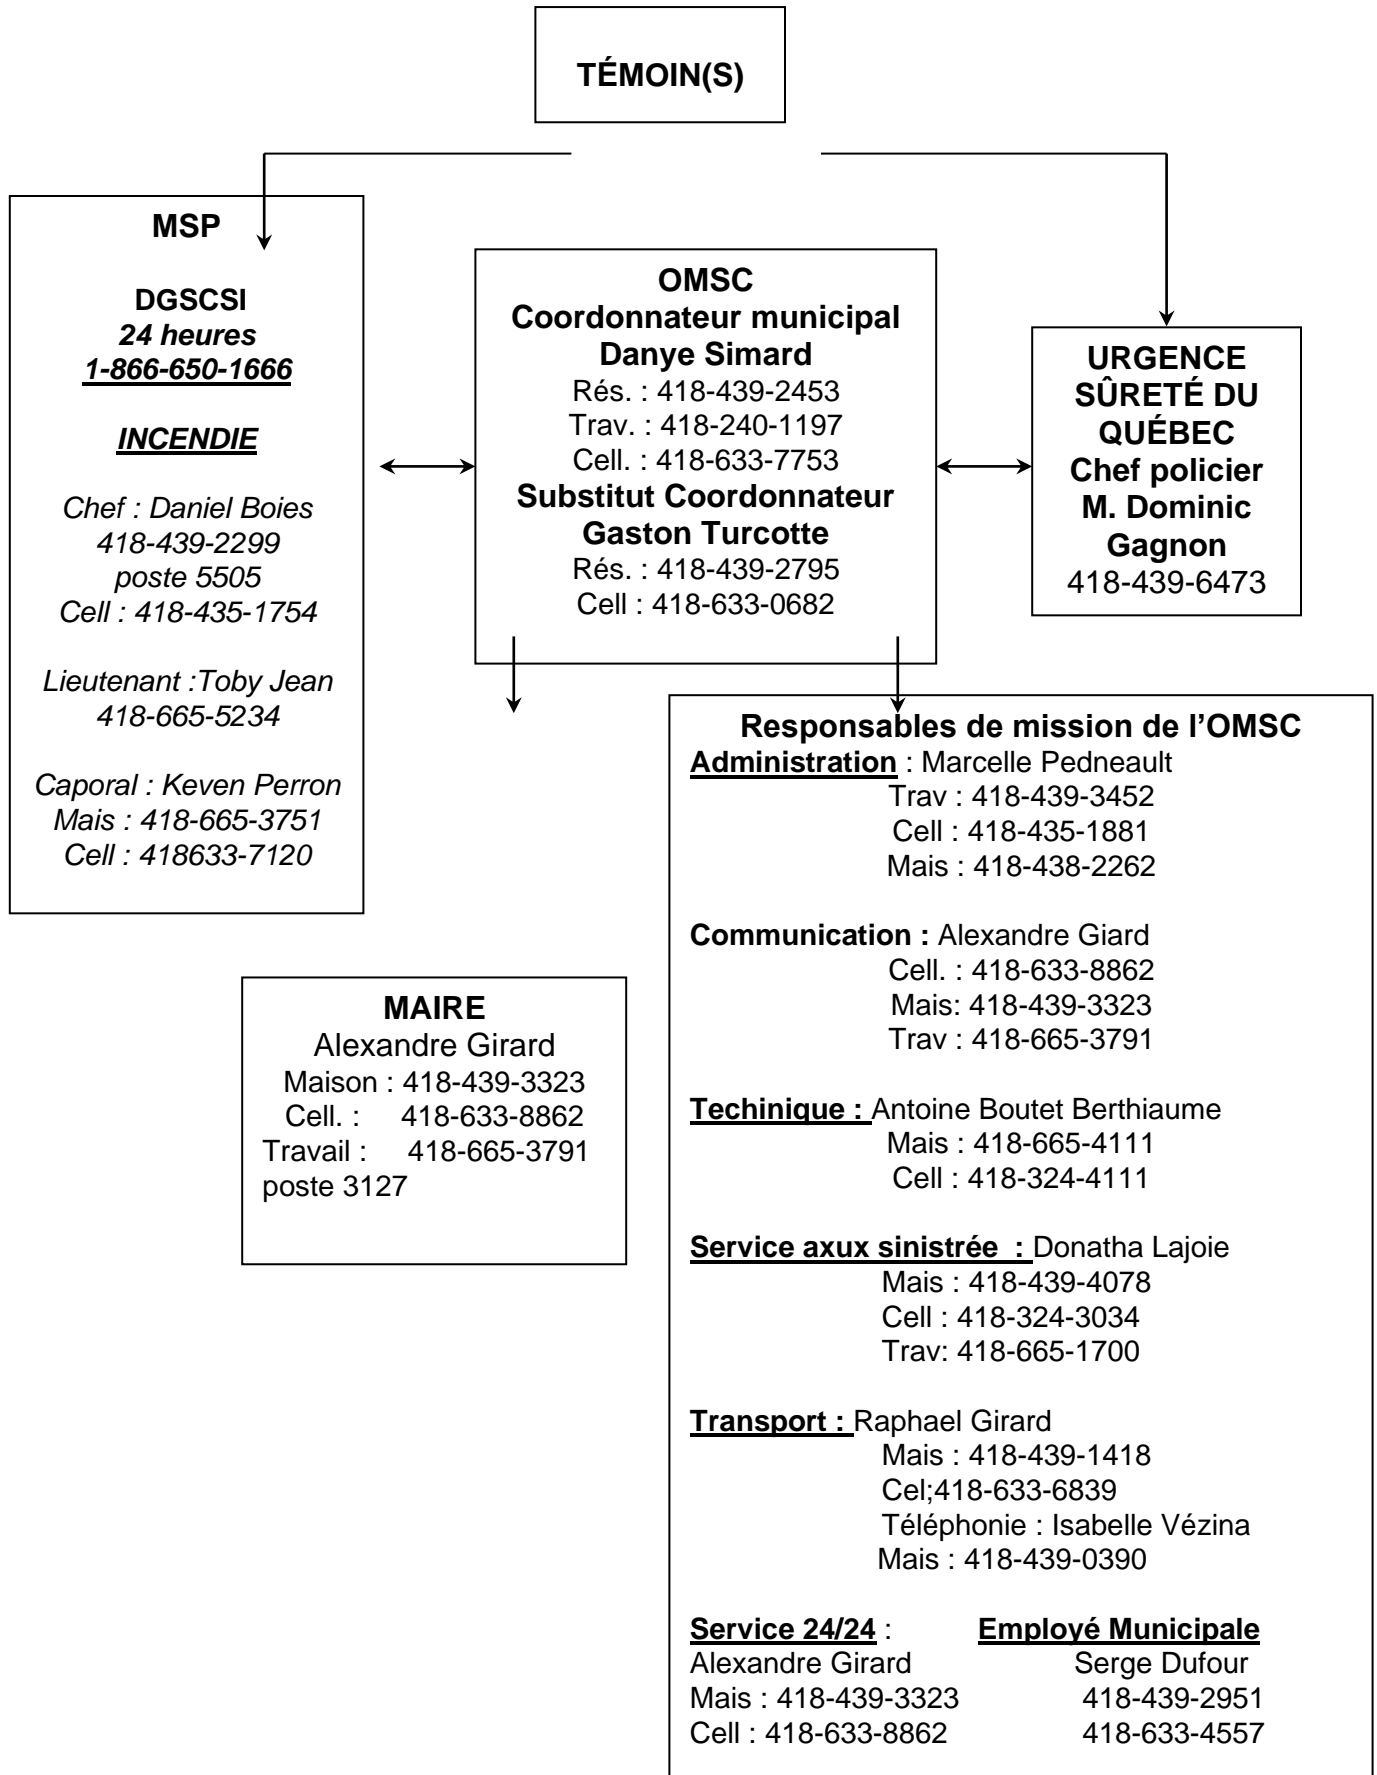 TÉMOIN(S)
MSP
DGSCSI
24 heures
1-866-650-1666
INCENDIE
Chef : Daniel Boies
418-439-2299
poste 5505
Cell : 418-435-1754
Lieutenant :Toby Jean
418-665-5234
Caporal : Keven Perron
Mais : 418-665-3751
Cell : 418633-7120
OMSC
Coordonnateur municipal
Danye Simard
Rés. : 418-439-2453
Trav. : 418-240-1197
Cell. : 418-633-7753
Substitut Coordonnateur
Gaston Turcotte
Rés. : 418-439-2795
Cell : 418-633-0682
URGENCE
SÛRETÉ DU
QUÉBEC
Chef policier
M. Dominic
Gagnon
418-439-6473
MAIRE
Alexandre Girard
Maison : 418-439-3323
Cell. : 418-633-8862
Travail : 418-665-3791
poste 3127
Responsables de mission de l’OMSC
Administration : Marcelle Pedneault
Trav : 418-439-3452
Cell : 418-435-1881
Mais : 418-438-2262
Communication : Alexandre Giard
Cell. : 418-633-8862
Mais: 418-439-3323
Trav : 418-665-3791
Techinique : Antoine Boutet Berthiaume
Mais : 418-665-4111
Cell : 418-324-4111
Service axux sinistrée : Donatha Lajoie
Mais : 418-439-4078
Cell : 418-324-3034
Trav: 418-665-1700
Transport : Raphael Girard
Mais : 418-439-1418
Cel;418-633-6839
Téléphonie : Isabelle Vézina
Mais : 418-439-0390
Service 24/24 : Employé Municipale
Alexandre Girard Serge Dufour
Mais : 418-439-3323 418-439-2951
Cell : 418-633-8862 418-633-4557